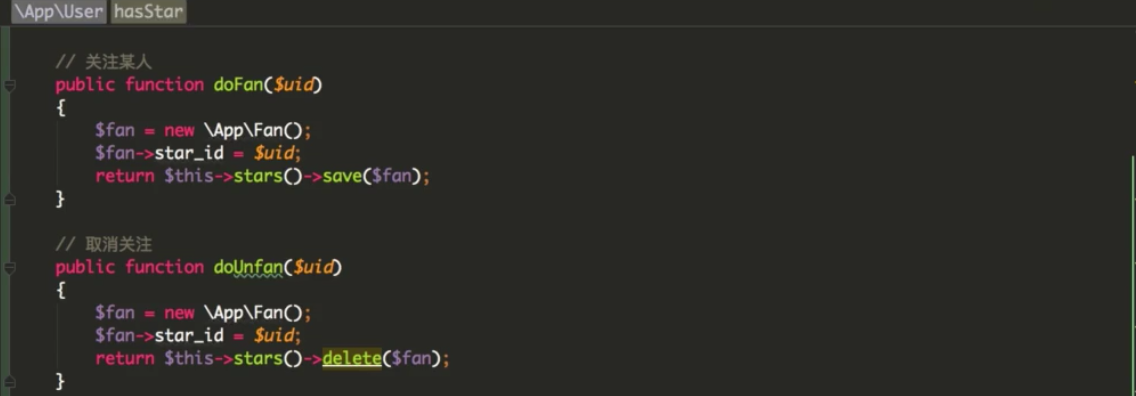 \App\User hasStar
// 关注某人
public function doFan($uid)
{
$fan = new \App\Fan();
$fan->star_id = $uid;
return $this->stars()->save($fan);
}
// 取消关注
public function doUnfan($uid)
{
$fan = new \App\Fan();
$fan->star_id = $uid;
return $this->stars()->delete($fan);
}